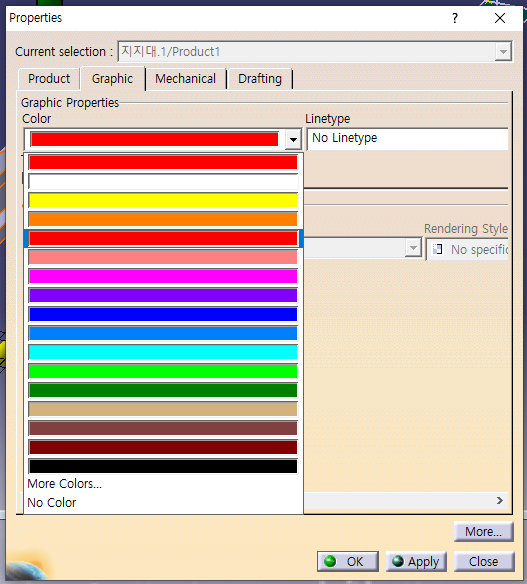 Properties
?
Current selection : 지지대.1/Product1
Product Graphic Mechanical Drafting
Graphic Properties
Color Linetype
No Linetype
Rendering Style
No specific
More Colors...
No Color
More...
OK Apply Close